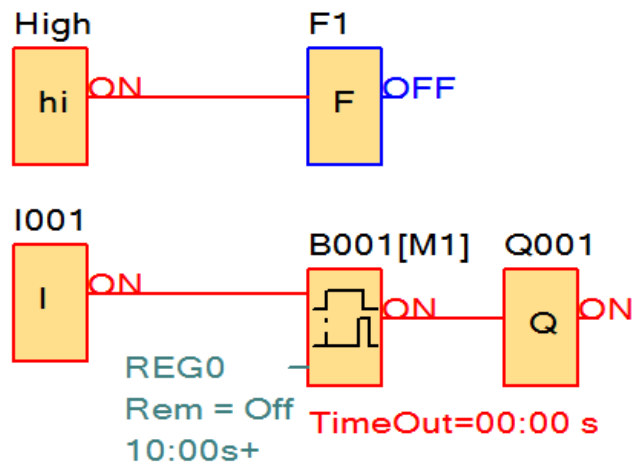 High
F1
hi
ON
F
OFF
I001
B001[M1]
Q001
I
ON
ON
Q
ON
REG0
Rem = Off
10:00s+
TimeOut=00:00 s